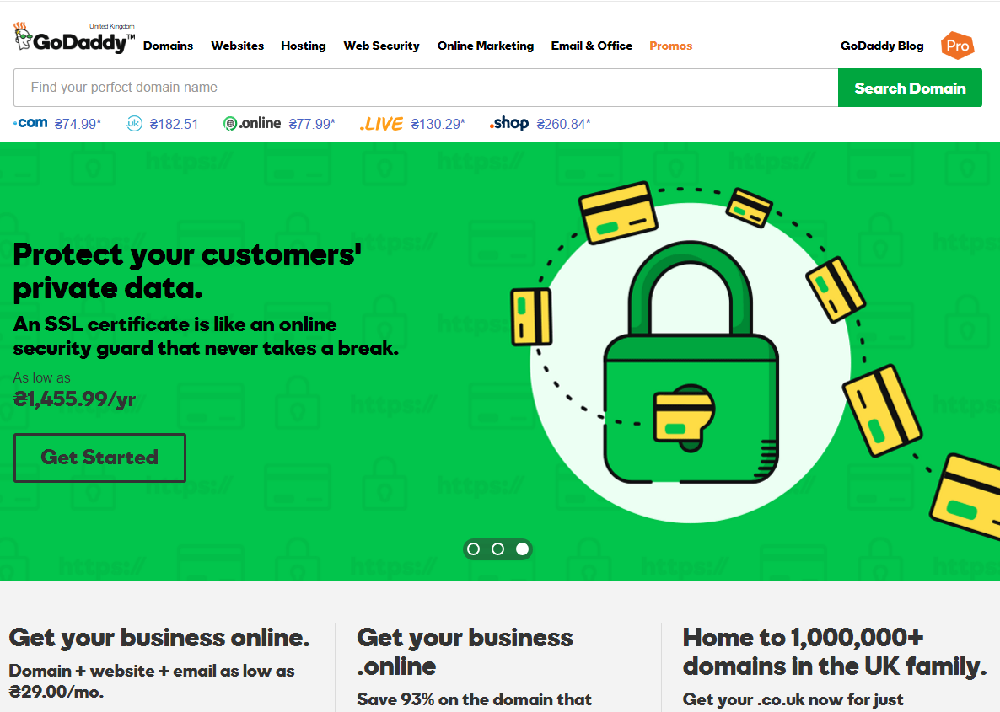 United Kingdom
GoDaddy™ Domains Websites Hosting Web Security Online Marketing Email & Office Promos GoDaddy Blog Pro
Find your perfect domain name Search Domain
.com ₴74.99* uk ₴182.51 .online ₴77.99* .LIVE ₴130.29* .shop ₴260.84*
Protect your customers'
private data.
An SSL certificate is like an online
security guard that never takes a break.
As low as
₴1,455.99/yr
Get Started
https://
Get your business online.
Domain + website + email as low as
₴29.00/mo.
Get your business
.online
Save 93% on the domain that
Home to 1,000,000+
domains in the UK family.
Get your .co.uk now for just